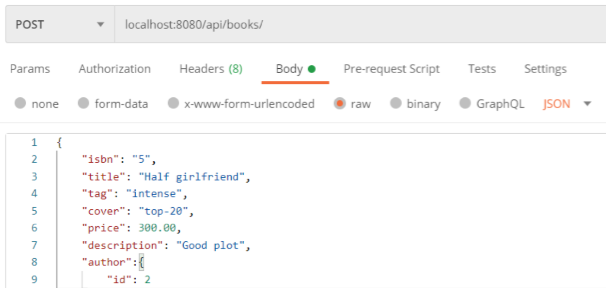 POST localhost:8080/api/books/
Params Authorization Headers (8) Body Pre-request Script Tests Settings
none form-data x-www-form-urlencoded raw binary GraphQL JSON
1 {
2 "isbn": "5",
3 "title": "Half girlfriend",
4 "tag": "intense",
5 "cover": "top-20",
6 "price": 300.00,
7 "description": "Good plot",
8 "author":{
9 "id": 2